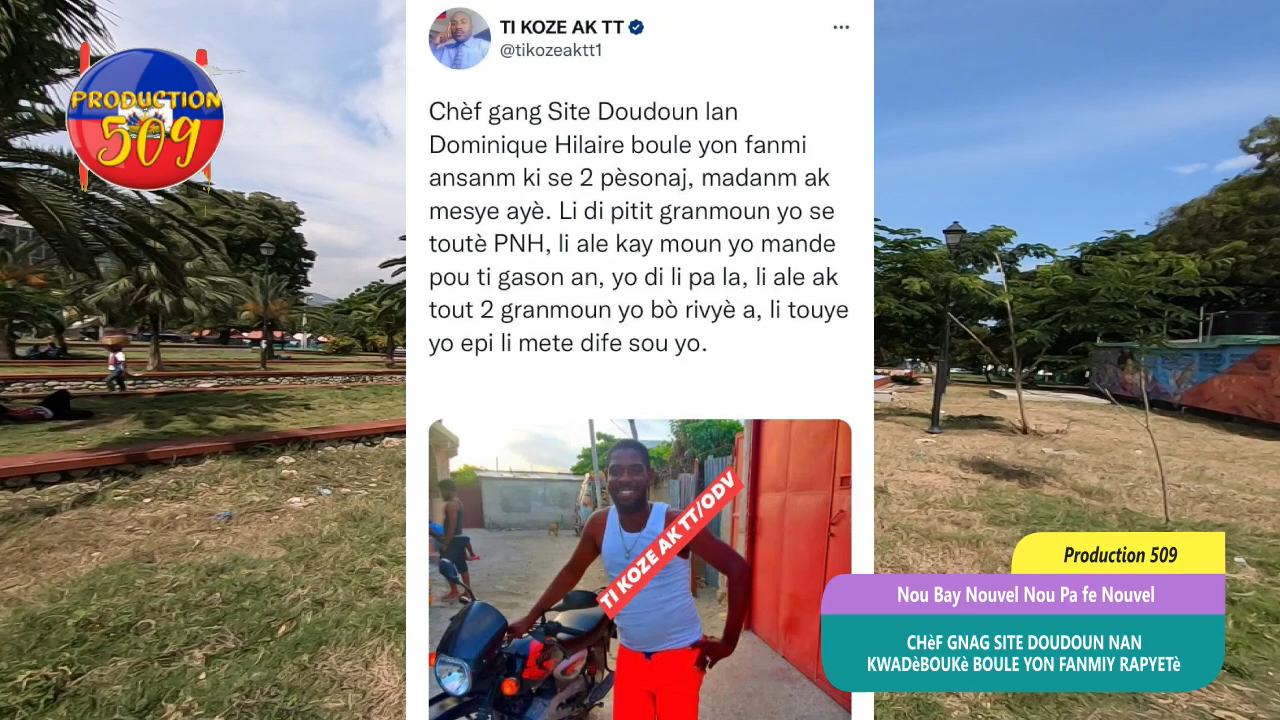 PRODUCTION
509
TI KOZE AK TT
@tikozeaktt1
Chèf gang Site Doudoun lan
Dominique Hilaire boule yon fanmi
ansanm ki se 2 pèsonaj, madanm ak
mesye ayè. Li di pitit granmoun yo se
toutè PNH, li ale kay moun yo mande
pou ti gason an, yo di li pa la, li ale ak
tout 2 granmoun yo bò rivyè a, li touye
yo epi li mete dife sou yo.
TI KOZE AK TT/ODV
Production 509
Nou Bay Nouvel Nou Pa fe Nouvel
CHèF GNAG SITE DOUDOUN NAN
KWADèBOUKè BOULE YON FANMIY RAPYETè